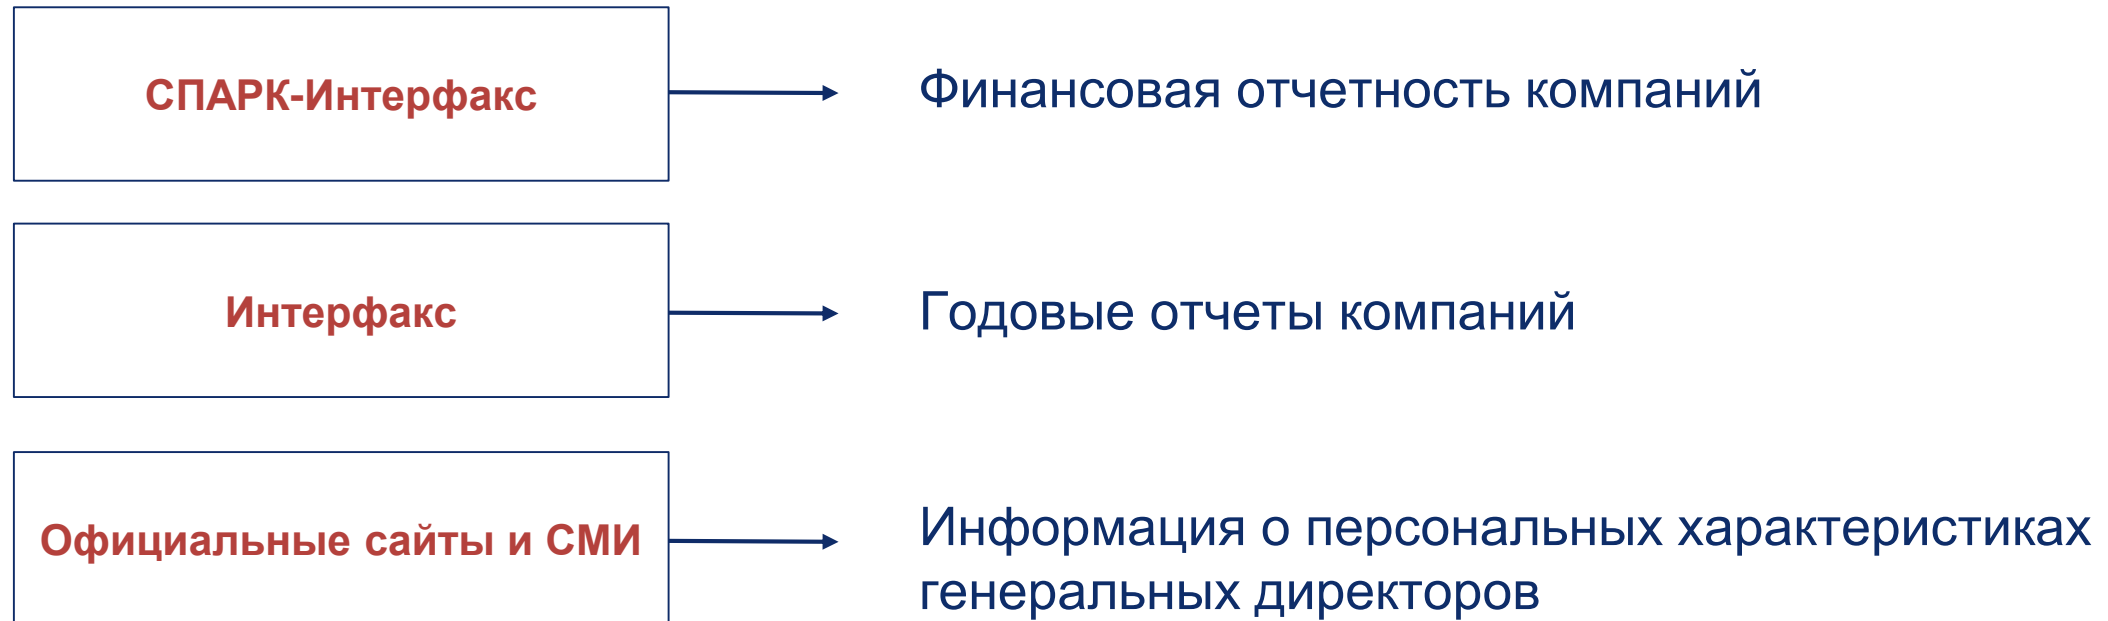 СПАРК-Интерфакс
Финансовая отчетность компаний
Интерфакс
Годовые отчеты компаний
Официальные сайты и СМИ
Информация о персональных характеристиках
генеральных директоров